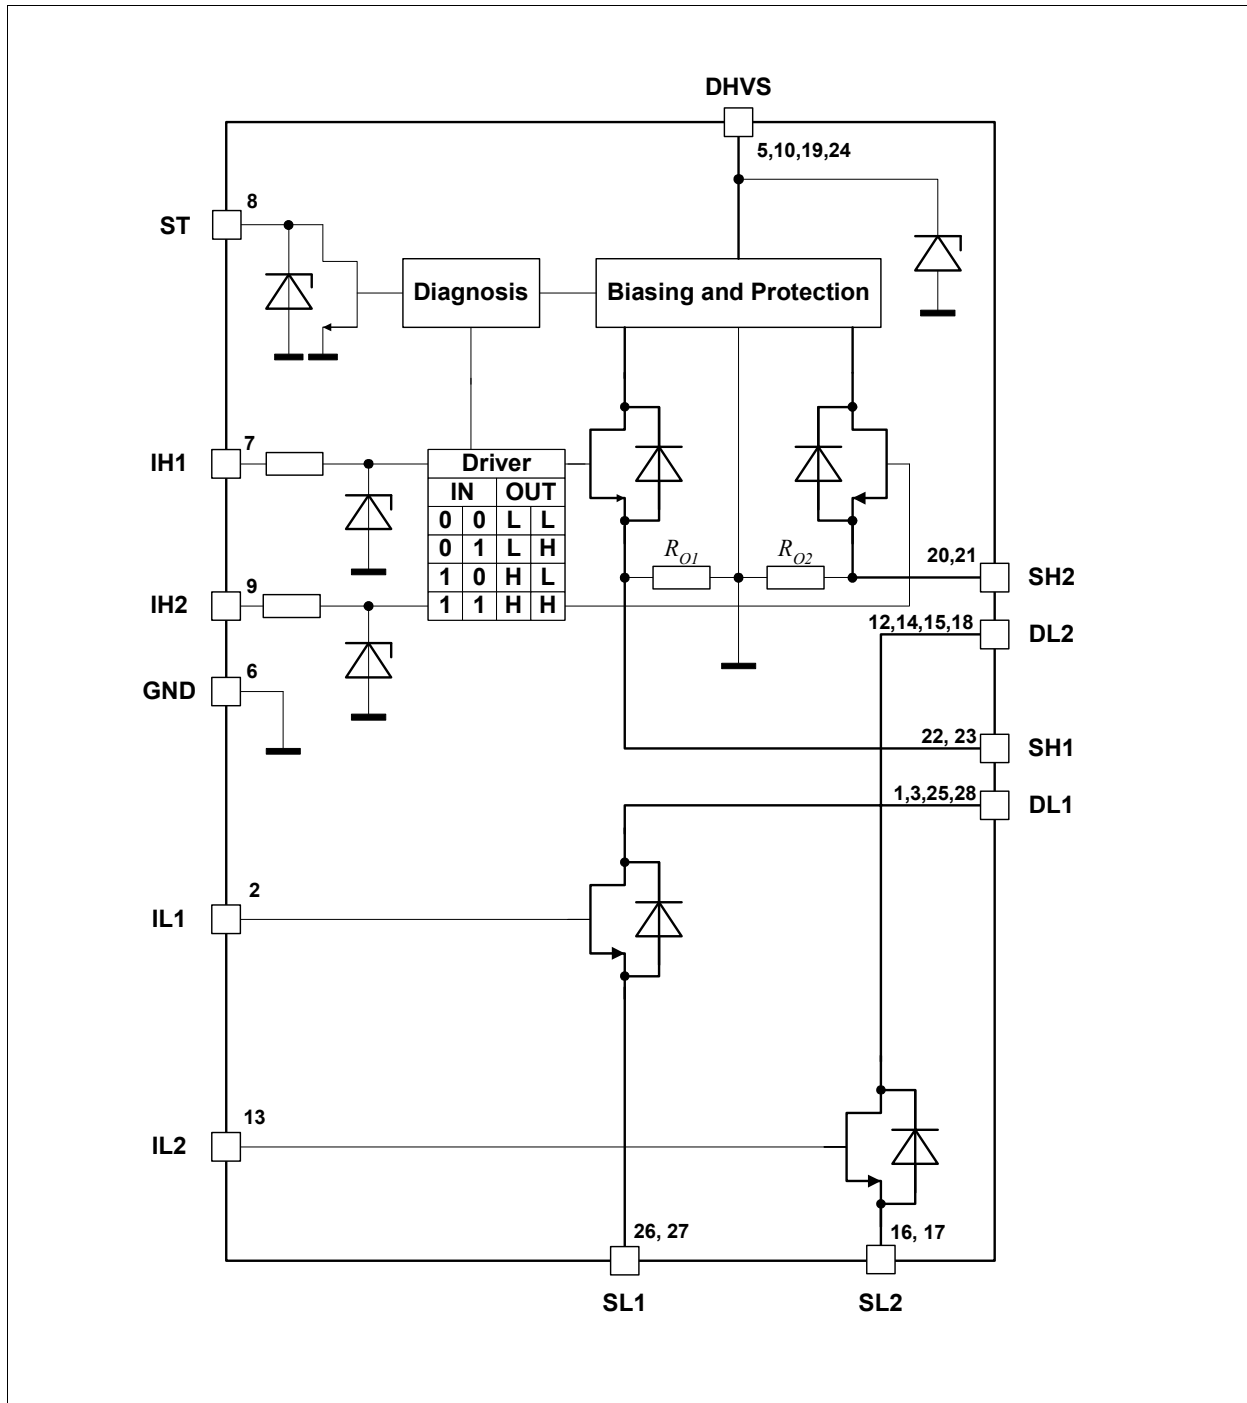 DHVS
5,10,19,24
8
ST
Diagnosis
Biasing and Protection
7
IH1
Driver
IN OUT
0 0 L L
0 1 L H
1 0 H L
1 1 H H
RO1
RO2
20,21
SH2
9
IH2
12,14,15,18
DL2
6
GND
22, 23
SH1
1,3,25,28
DL1
2
IL1
13
IL2
26, 27
16, 17
SL1
SL2